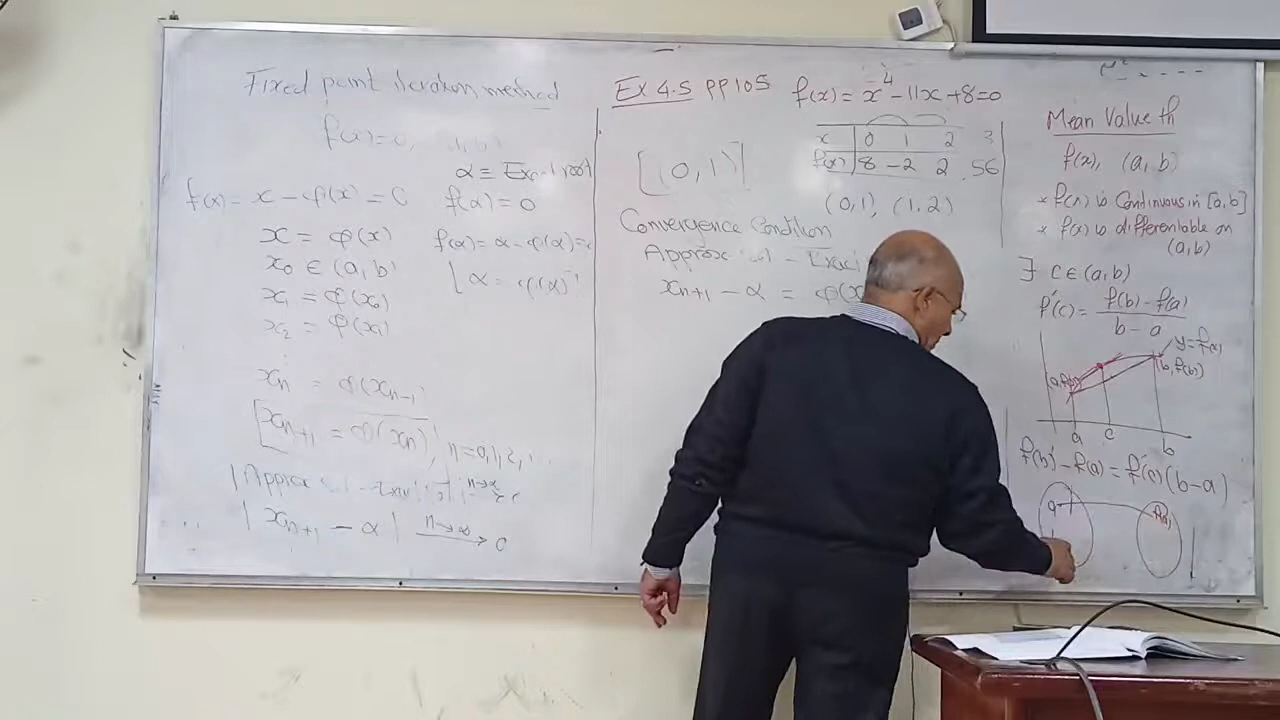 Fixed point iteration method
f(x)=0,
α ≡ Exact root
f(x) = x − φ(x) = 0
f(α) = 0
x = φ(x)
f(α) = α − φ(α) =
x₀ ∈ (a, b)
α = φ(α)
x₁ = φ(x₀)
x₂ = φ(x₁)
xₙ = φ(xₙ₋₁)
xₙ₊₁ = φ(xₙ), n=0,1,2,
|xₙ₊₁ − α| n→∞ → 0
Ex 4.5 PP105 f(x) = x⁴ − 11x + 8 = 0
x 0 1 2 3
f(x) 8 −2 2 56
[(0,1)]
(0,1), (1,2)
Convergence Condition
xₙ₊₁ − α =
Mean Value th
f(x), (a, b)
* f(x) is Continuous in [a,b]
* f(x) is differentiable on
(a,b)
∃ c ∈ (a,b)
f'(c) = f(b) − f(a) / b − a
y = f(x)
(b, f(b))
a c b
f(b) − f(a) = (b − a)